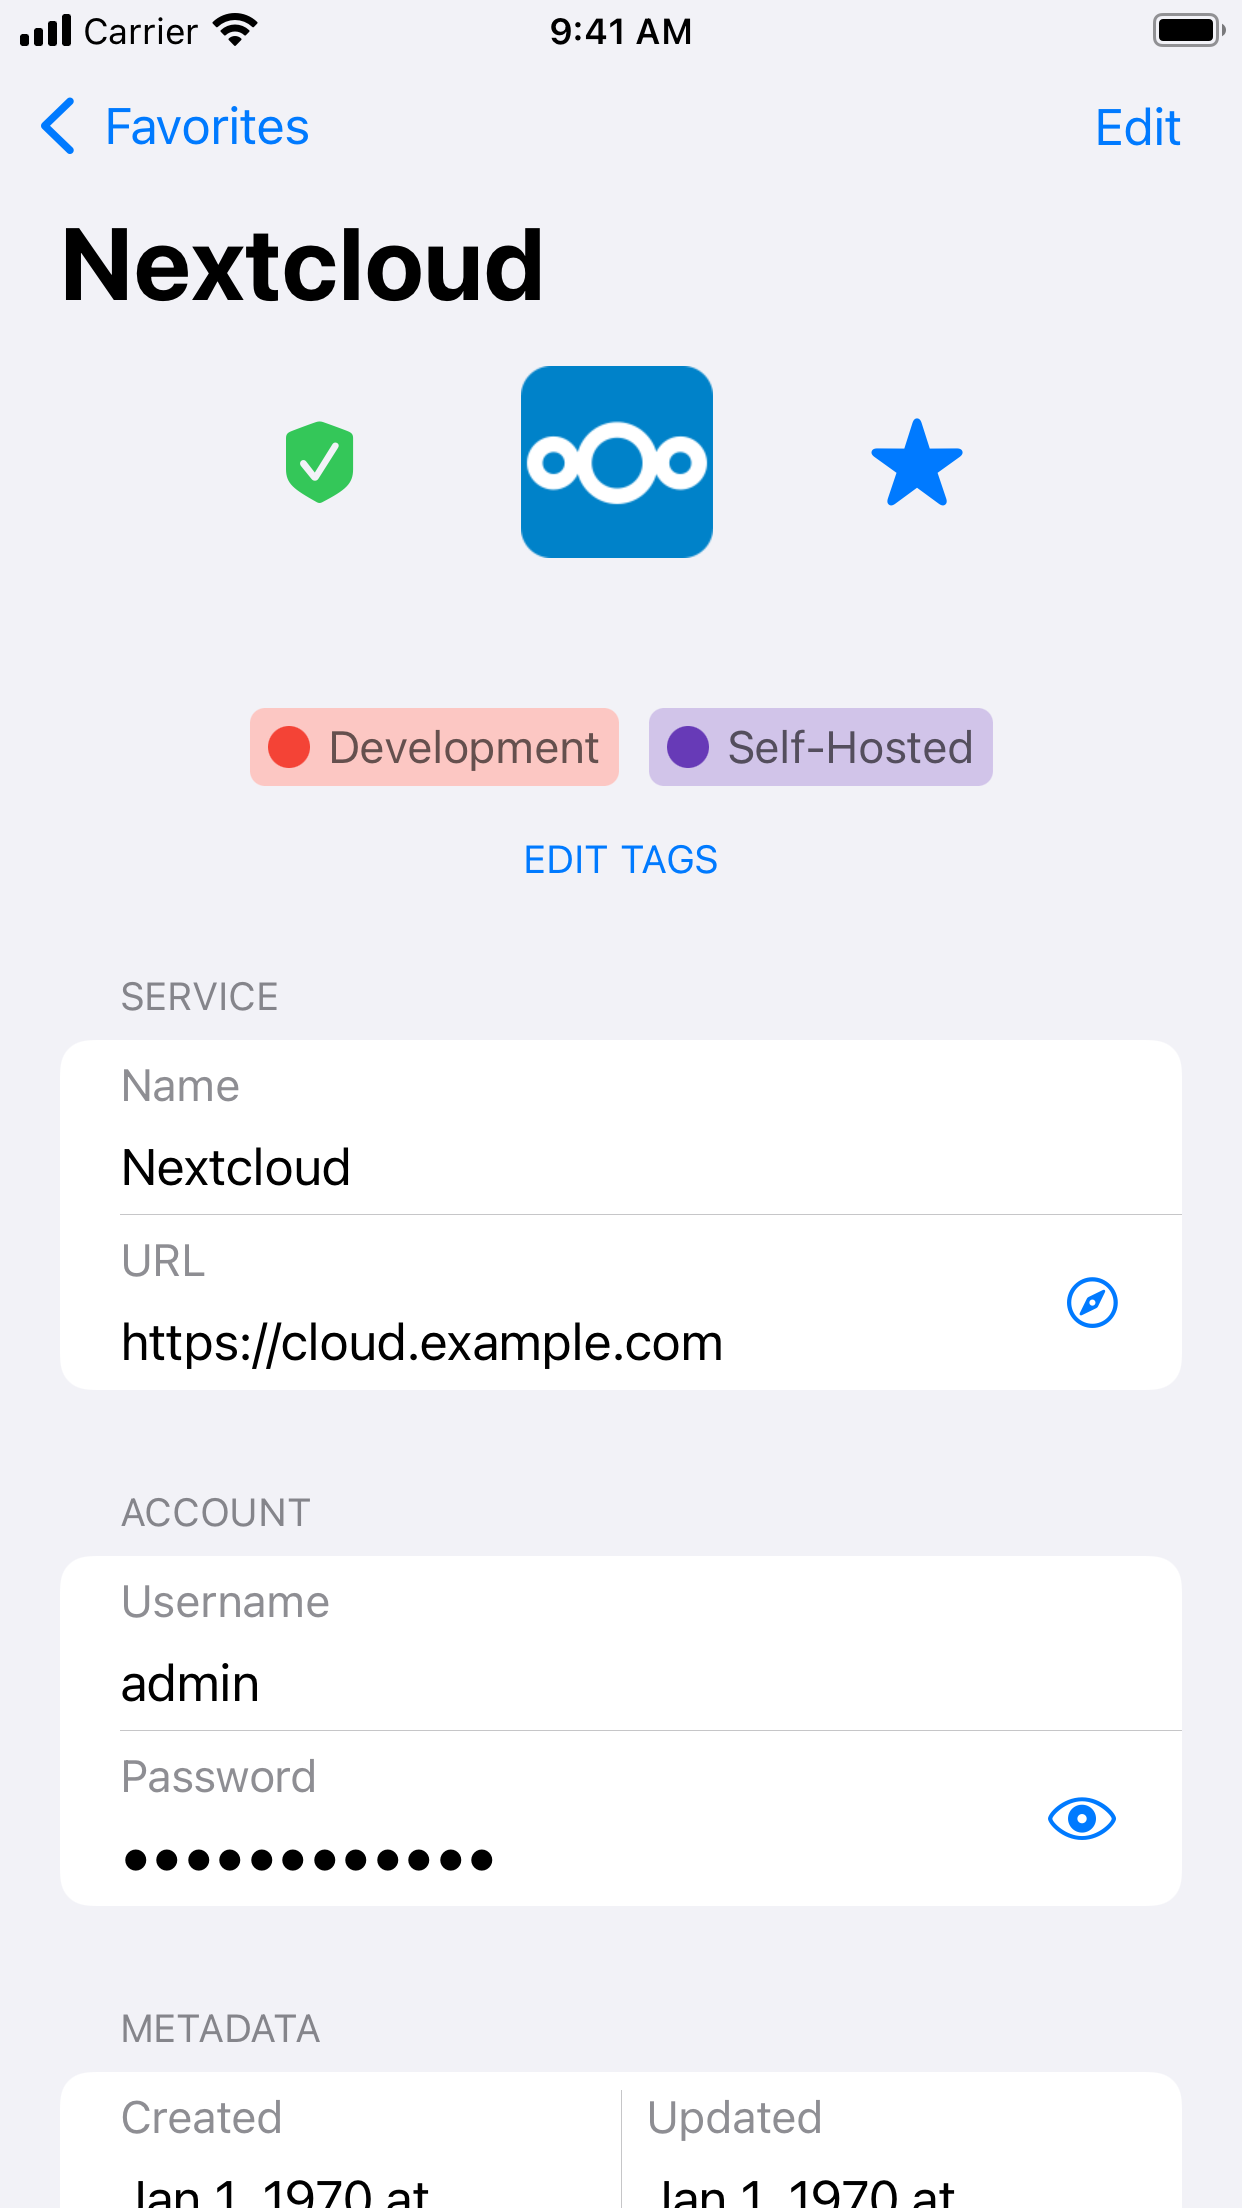 Carrier 9:41 AM
Favorites Edit
Nextcloud
Development Self-Hosted
EDIT TAGS
SERVICE
Name
Nextcloud
URL
https://cloud.example.com
ACCOUNT
Username
admin
Password
●●●●●●●●●●●●
METADATA
Created Updated
Jan 1, 1970 at Jan 1, 1970 at